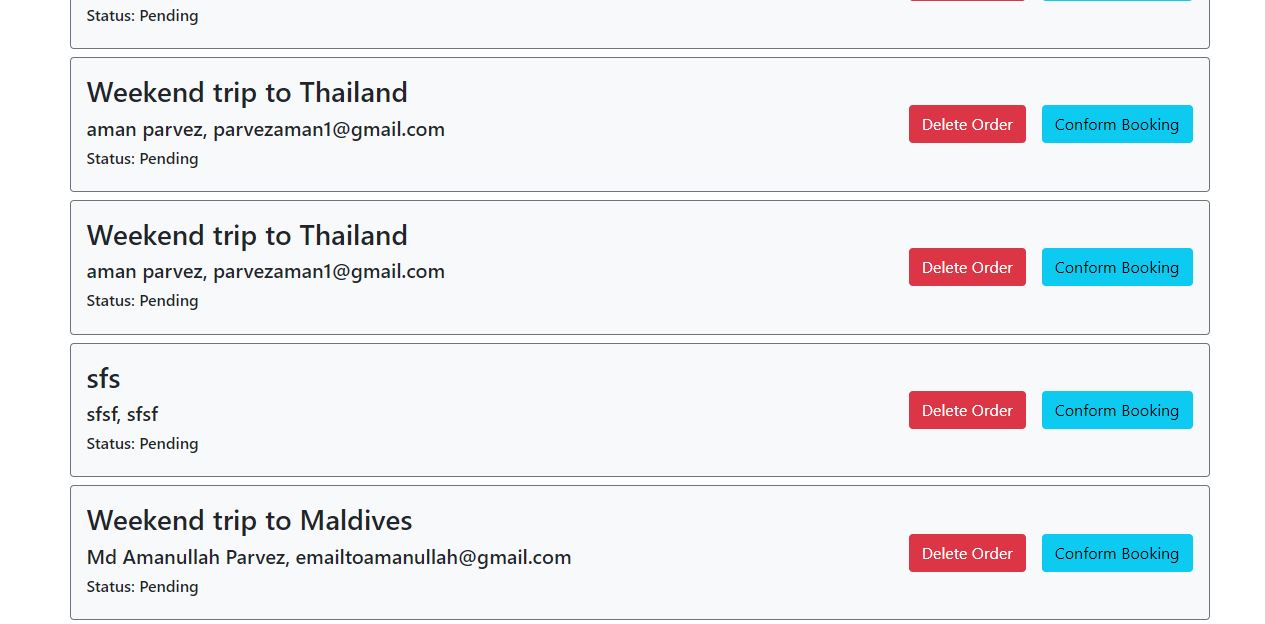 Status: Pending
Weekend trip to Thailand
aman parvez, parvezaman1@gmail.com
Status: Pending
Delete Order
Conform Booking
Weekend trip to Thailand
aman parvez, parvezaman1@gmail.com
Status: Pending
Delete Order
Conform Booking
sfs
sfsf, sfsf
Status: Pending
Delete Order
Conform Booking
Weekend trip to Maldives
Md Amanullah Parvez, emailtoamanullah@gmail.com
Status: Pending
Delete Order
Conform Booking